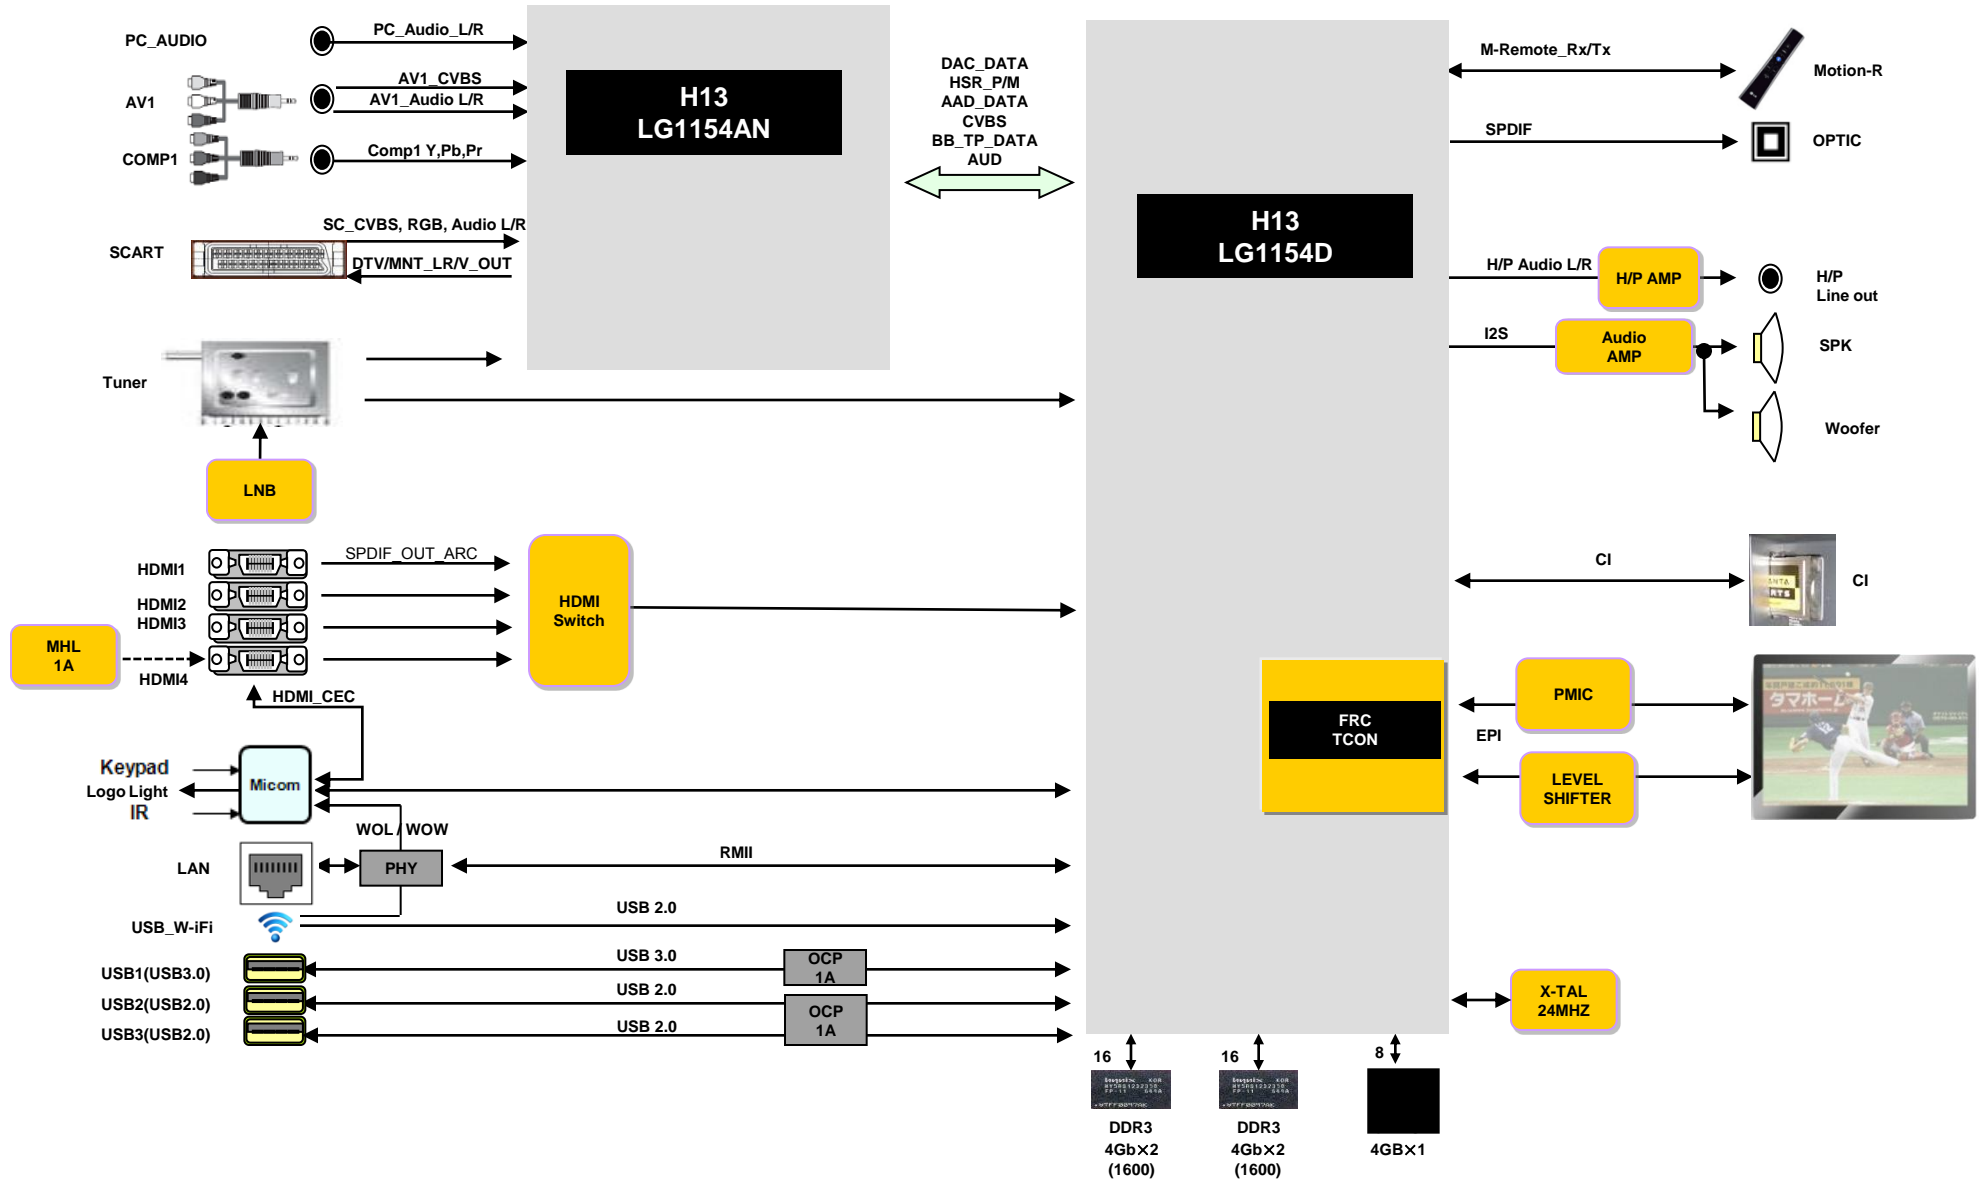 PC_AUDIO
PC_Audio_L/R
AV1
AV1_CVBS
AV1_Audio L/R
COMP1
Comp1 Y,Pb,Pr
SCART
SC_CVBS, RGB, Audio L/R
DTV/MNT_LR/V_OUT
Tuner
LNB
H13
LG1154AN
DAC_DATA
HSR_P/M
AAD_DATA
CVBS
BB_TP_DATA
AUD
H13
LG1154D
M-Remote_Rx/Tx
Motion-R
SPDIF
OPTIC
H/P Audio L/R
H/P AMP
H/P
Line out
I2S
Audio
AMP
SPK
Woofer
HDMI1
HDMI2
HDMI3
HDMI4
SPDIF_OUT_ARC
HDMI
Switch
MHL
1A
HDMI_CEC
CI
CI
FRC
TCON
PMIC
EPI
LEVEL
SHIFTER
タマホーム
Keypad
Logo Light
IR
Micom
WOL / WOW
LAN
PHY
RMII
USB_W-iFi
USB 2.0
USB1(USB3.0)
USB 3.0
OCP
1A
USB2(USB2.0)
USB 2.0
USB3(USB2.0)
USB 2.0
OCP
1A
X-TAL
24MHZ
16
16
8
DDR3
4Gb×2
(1600)
DDR3
4Gb×2
(1600)
4GB×1